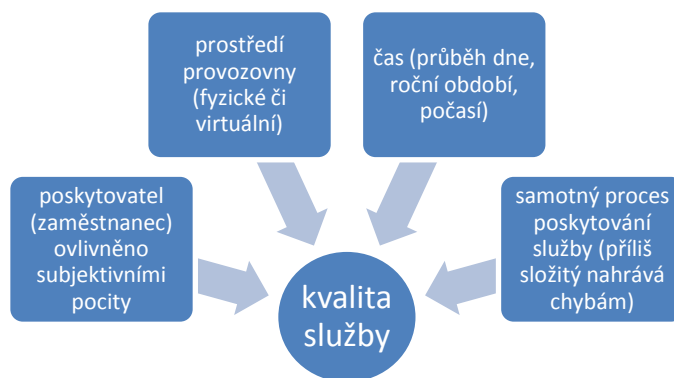 prostředí
provozovny
(fyzické či
virtuální)
čas (průběh dne,
roční období,
počasí)
poskytovatel
(zaměstnanec)
ovlivněno
subjektivními
pocity
samotný proces
poskytování
služby (příliš
složitý nahrává
chybám)
kvalita
služby